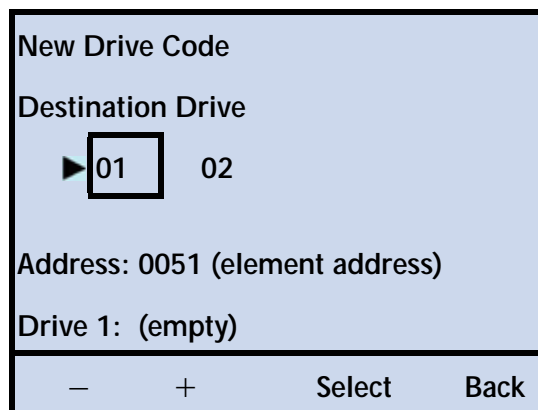 New Drive Code
Destination Drive
►01 02
Address: 0051 (element address)
Drive 1: (empty)
– + Select Back